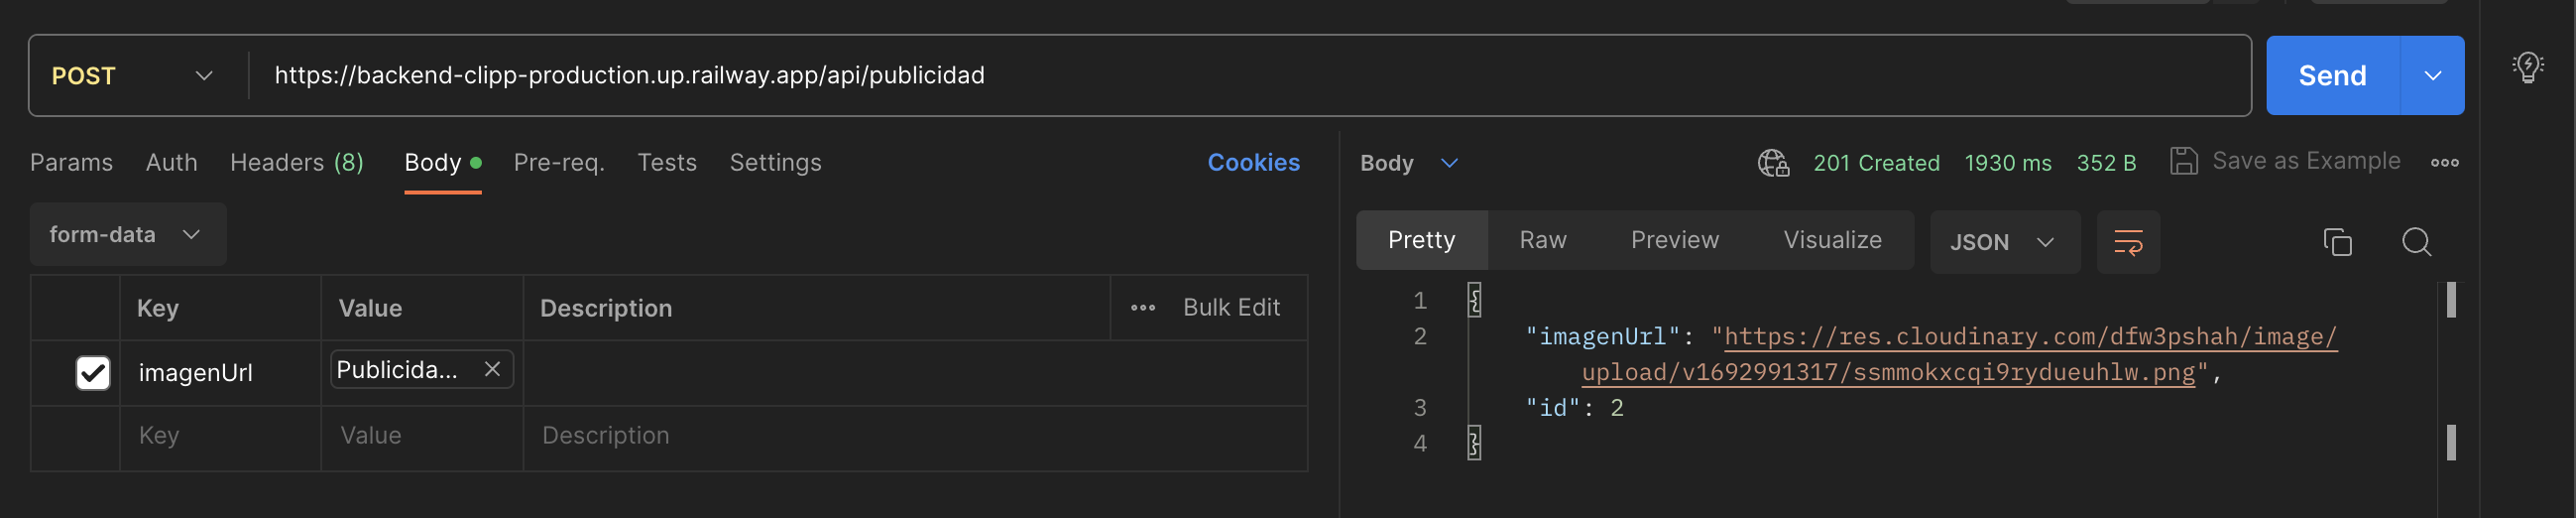 POST https://backend-clipp-production.up.railway.app/api/publicidad Send
Params Auth Headers (8) Body Pre-req. Tests Settings Cookies
form-data
Key Value Description Bulk Edit
imagenUrl Publicida...
Key Value Description
Body 201 Created 1930 ms 352 B Save as Example
Pretty Raw Preview Visualize JSON
1 {
2 "imagenUrl": "https://res.cloudinary.com/dfw3pshah/image/
upload/v1692991317/ssmmokxcqi9rydueuhlw.png",
3 "id": 2
4 }